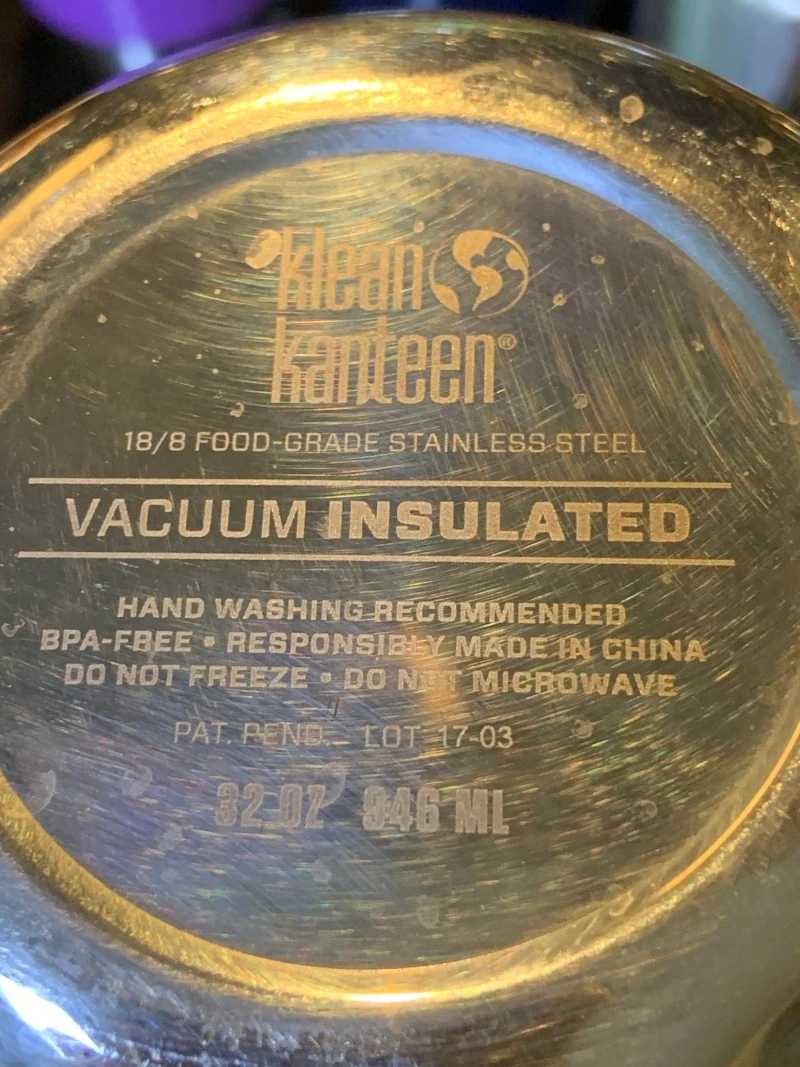 klean
kanteen®
18/8 FOOD-GRADE STAINLESS STEEL
VACUUM INSULATED
HAND WASHING RECOMMENDED
BPA-FREE • RESPONSIBLY MADE IN CHINA
DO NOT FREEZE • DO NOT MICROWAVE
PAT. PEND. LOT 17-03
32 OZ 946 ML